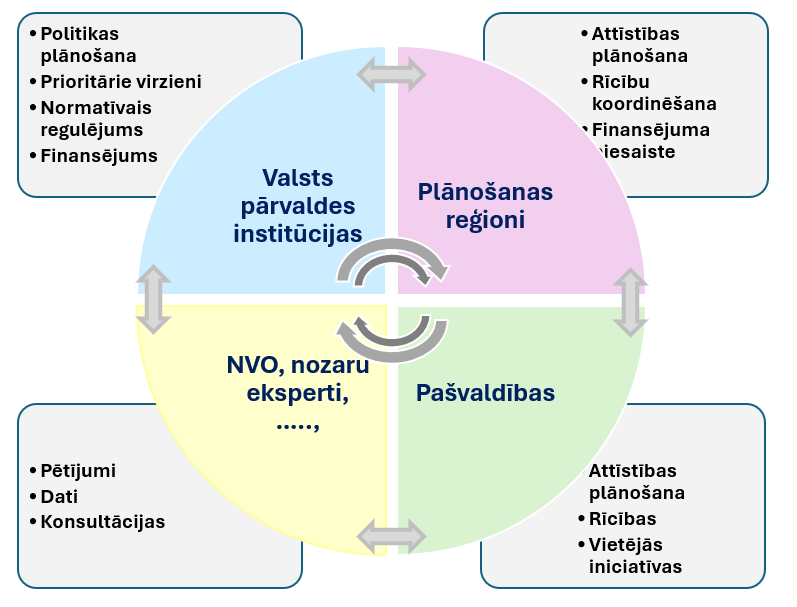 • Politikas
plānošana
• Prioritārie virzieni
• Normatīvais
regulējums
• Finansējums
• Attīstības
plānošana
• Rīcību
koordinēšana
• Finansējuma
iesaiste
Valsts
pārvaldes
institūcijas
Plānošanas
reģioni
NVO, nozaru
eksperti,
…..,
Pašvaldības
• Pētījumi
• Dati
• Konsultācijas
Attīstības
plānošana
• Rīcības
• Vietējās
iniciatīvas